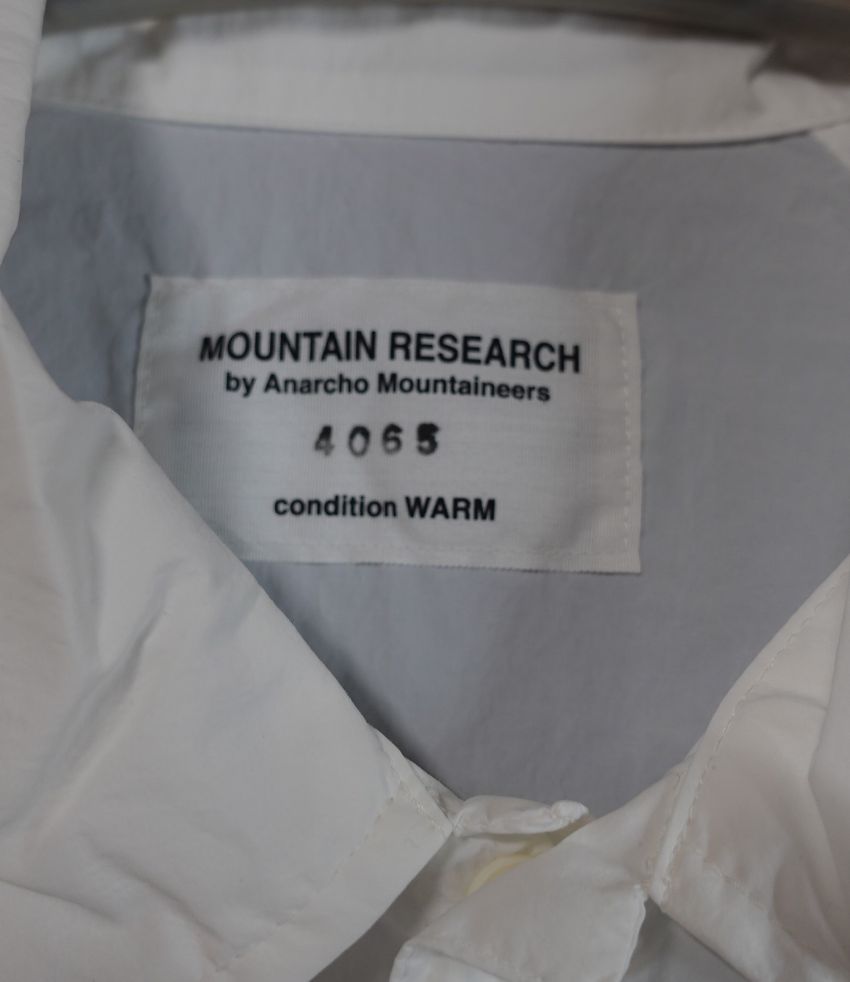 MOUNTAIN RESEARCH
by Anarcho Mountaineers
4065
condition WARM